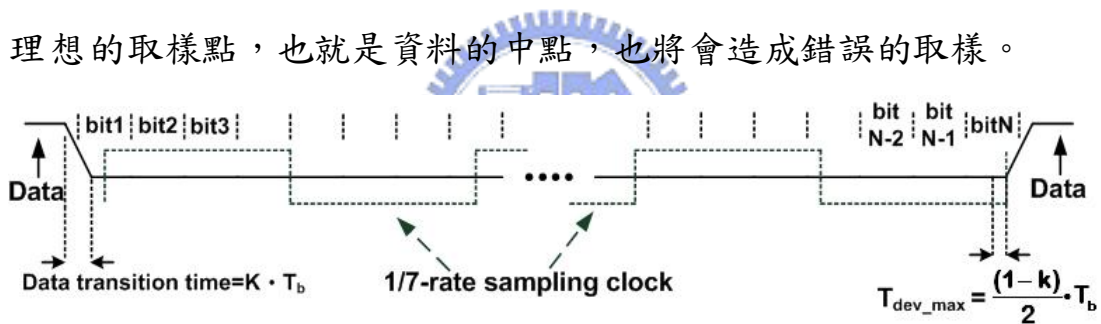 理想的取樣點，也就是資料的中點，也將會造成錯誤的取樣。
bit1 bit2 bit3 bit N-2 bit N-1 bitN
Data
Data
Data transition time=K · T_b
1/7-rate sampling clock
T_dev_max = (1-k)/2 · T_b